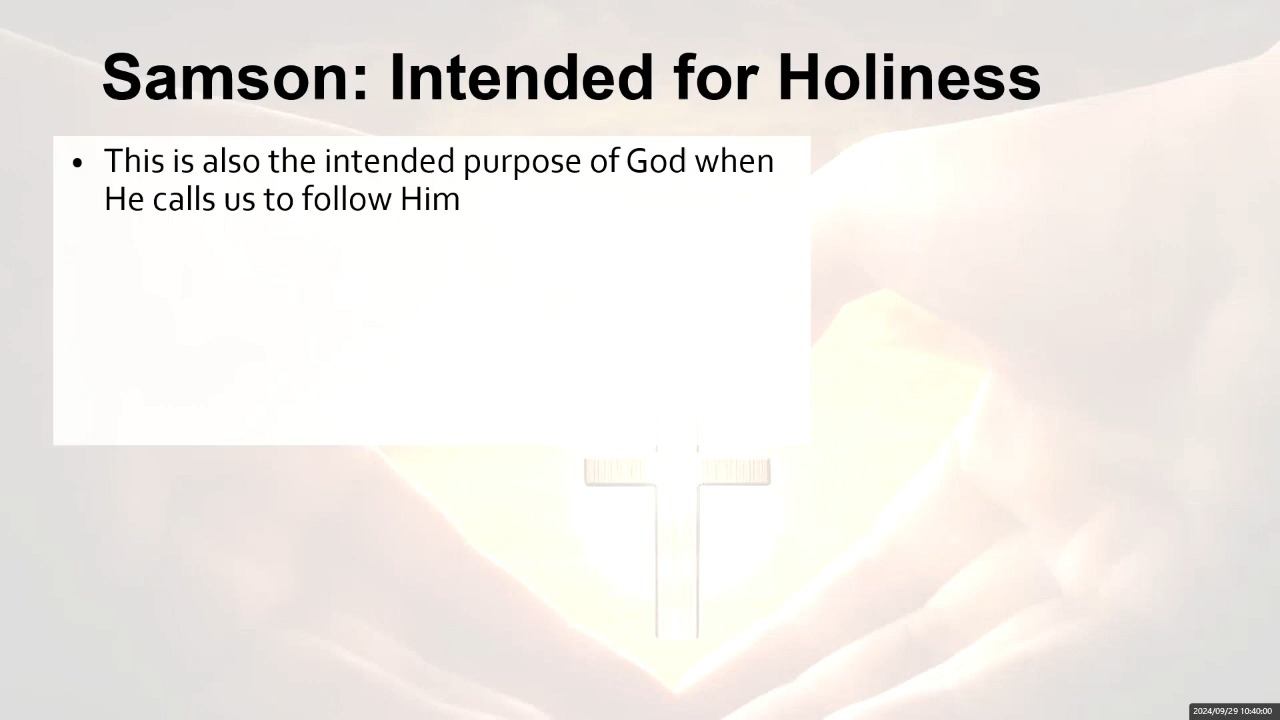 Samson: Intended for Holiness
• This is also the intended purpose of God when
He calls us to follow Him
2024/09/29 10:40:00